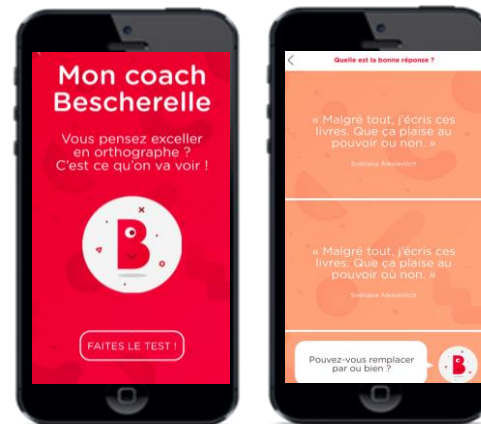 Mon coach
Bescherelle
Vous pensez exceller
en orthographe ?
C'est ce qu'on va voir !
B
FAITES LE TEST !
Quelle est la bonne réponse ?
« Malgré tout, j'écris ces
livres. Que ça plaise au
pouvoir ou non. »
Svetlana Alexievitch
« Malgré tout, j'écris ces
livres. Que ça plaise au
pouvoir où non. »
Svetlana Alexievitch
Pouvez-vous remplacer
par ou bien ?
B